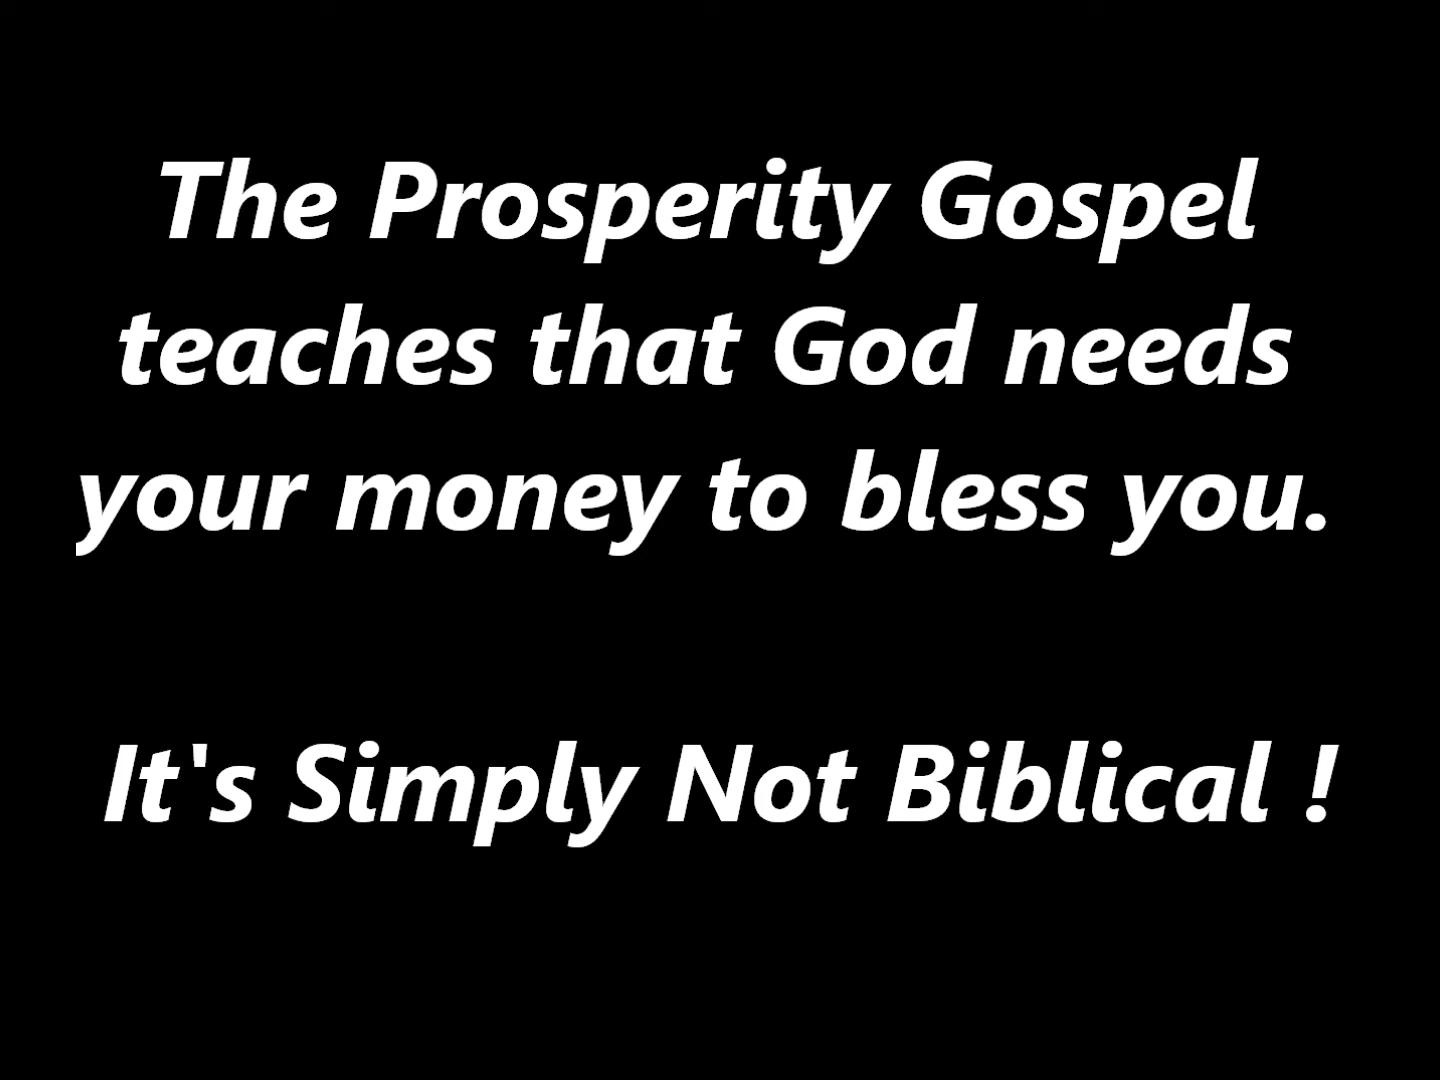 The Prosperity Gospel
teaches that God needs
your money to bless you.
It's Simply Not Biblical !